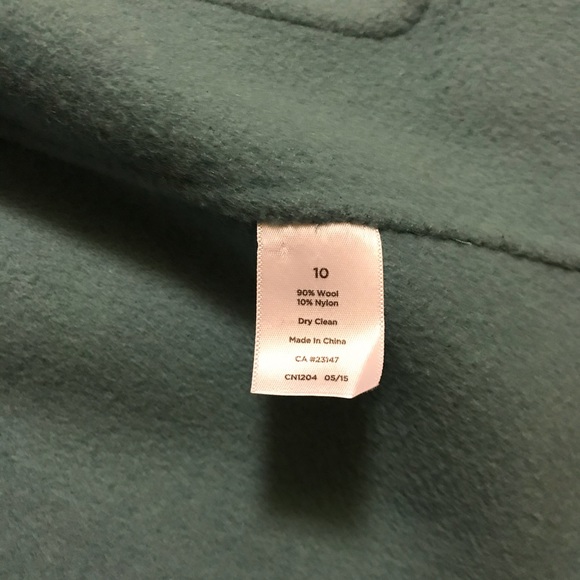 10
90% Wool
10% Nylon
Dry Clean
Made In China
CA #23147
CN1204 05/15